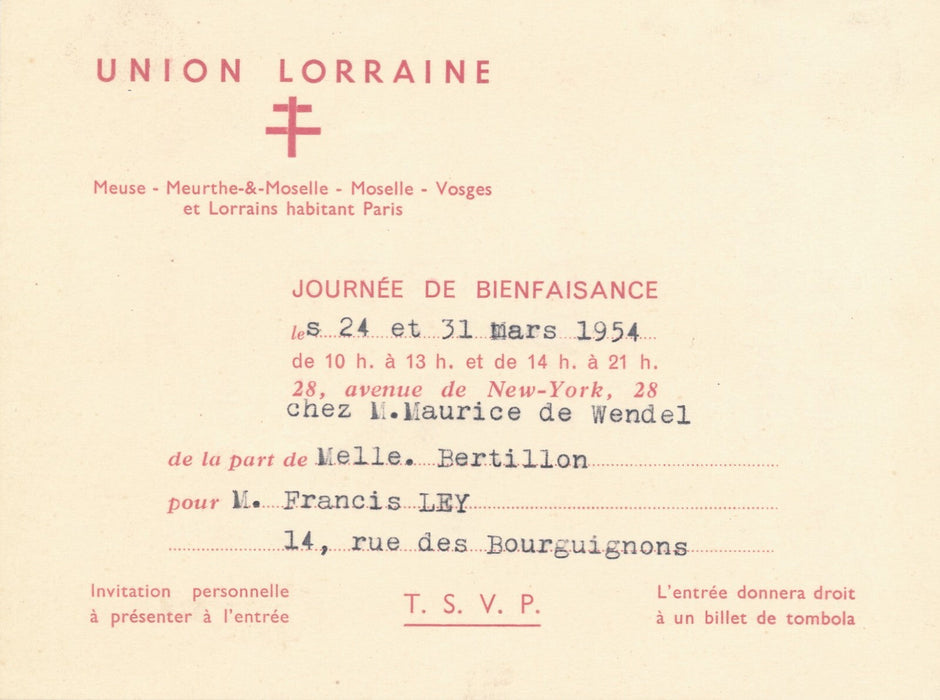 UNION LORRAINE
Meuse - Meurthe-&-Moselle - Moselle - Vosges
et Lorrains habitant Paris
JOURNÉE DE BIENFAISANCE
les 24 et 31 mars 1954
de 10 h. à 13 h. et de 14 h. à 21 h.
28, avenue de New-York, 28
chez M.Maurice de Wendel
de la part de Melle. Bertillon
pour M. Francis LEY
14, rue des Bourguignons
Invitation personnelle
à présenter à l'entrée
T. S. V. P.
L'entrée donnera droit
à un billet de tombola